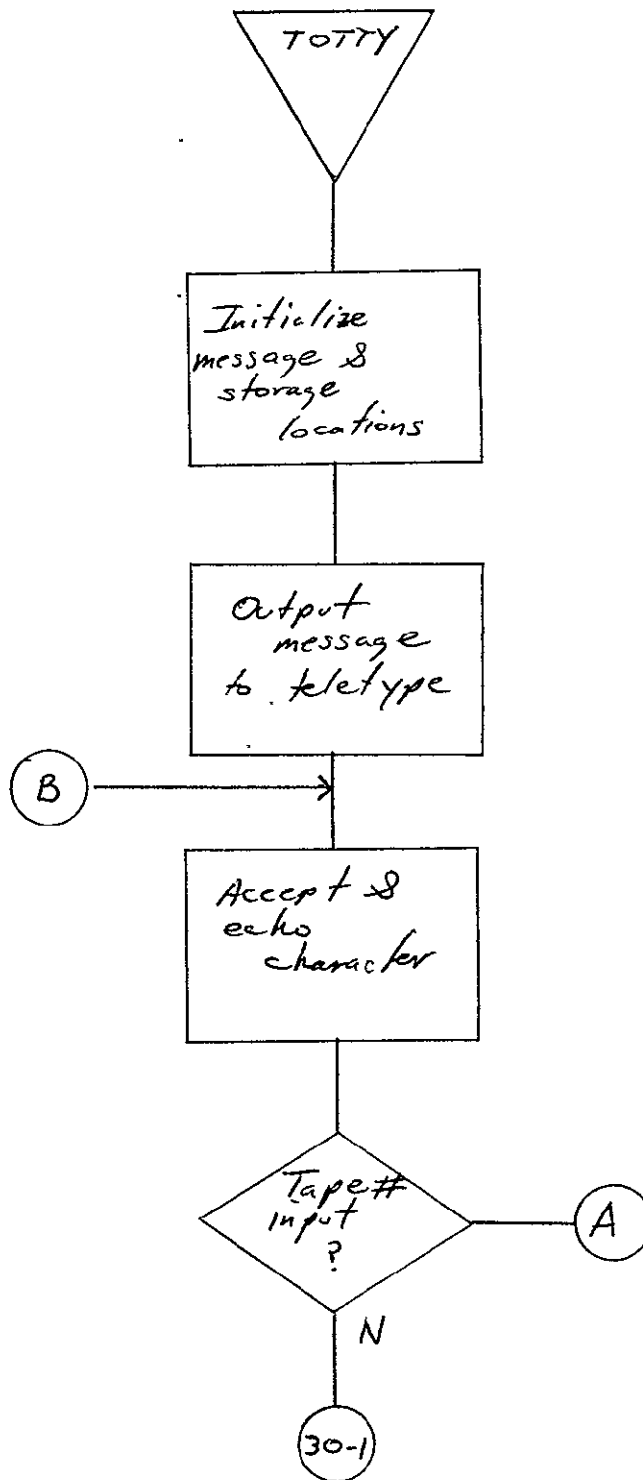 TOTTY
Initialize
message &
storage
locations
Output
message
to teletype
B
Accept &
echo
character
Tape#
input
?
A
N
30-1